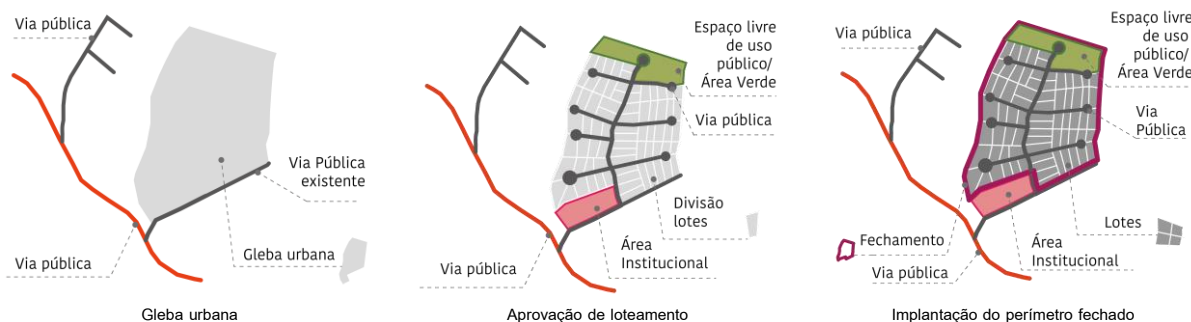 Via pública
Via Pública
existente
Gleba urbana
Via pública
Gleba urbana
Espaço livre
de uso
público/
Área Verde
Via pública
Divisão
lotes
Área
Institucional
Via pública
Aprovação de loteamento
Via pública
Espaço livre
de uso
público/
Área Verde
Via
Pública
Lotes
Fechamento
Área
Institucional
Via pública
Implantação do perímetro fechado